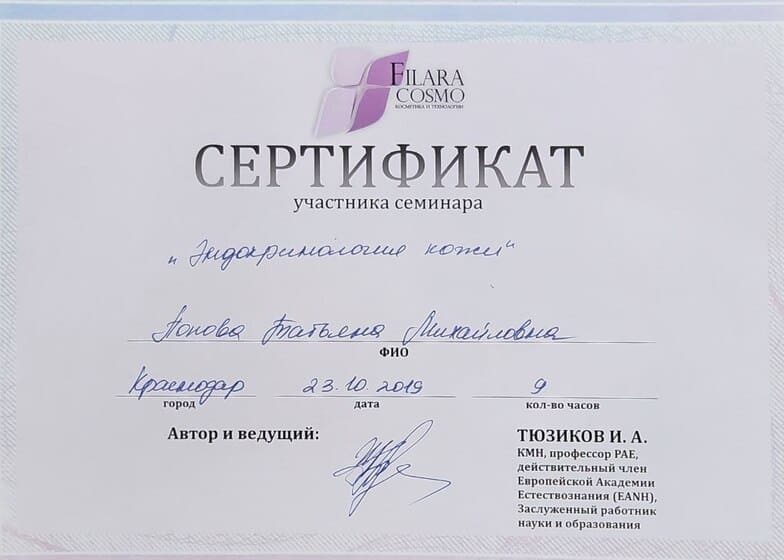 FILARA
COSMO
КОСМЕТИКА И ТЕХНОЛОГИИ
СЕРТИФИКАТ
участника семинара
„Эндокринология кожи“
Попова Татьяна Михайловна
ФИО
Краснодар 23.10.2019 9
город дата кол-во часов
Автор и ведущий:
ТЮЗИКОВ И. А.
КМН, профессор РАЕ,
действительный член
Европейской Академии
Естествознания (EANH),
Заслуженный работник
науки и образования